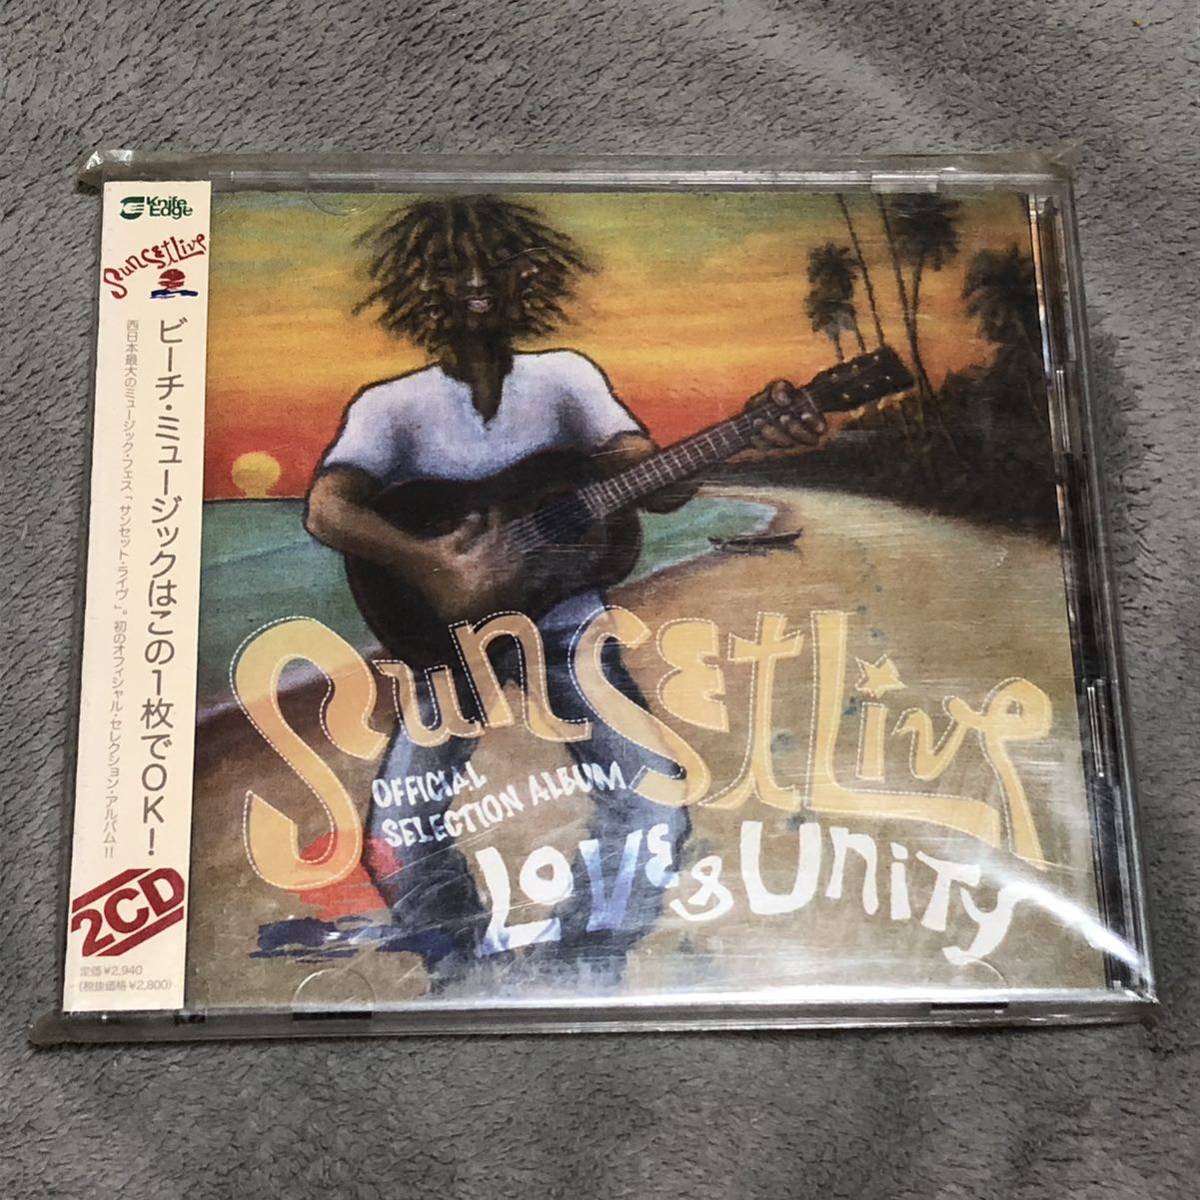 Knife
Edge
Sunset Live
ビーチ・ミュージックはこの1枚でOK!
西日本最大のミュージック・フェス「サンセット・ライヴ」。初のオフィシャル・セレクション・アルバム!!
2CD
定価¥2,940
(税抜価格¥2,800)
Sunset Live
OFFICIAL
SELECTION ALBUM
LOVE & UNITY